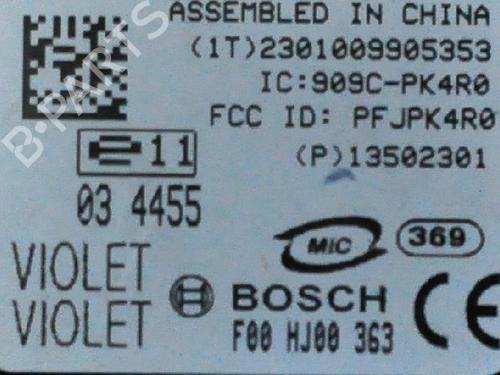 ASSEMBLED IN CHINA
(1T)2301009905353
IC:909C-PK4R0
FCC ID: PFJPK4R0
(P)13502301
e 11
03 4455
MIC
369
VIOLET
VIOLET
BOSCH
CE
F00 HJ00 363
B-PARTS